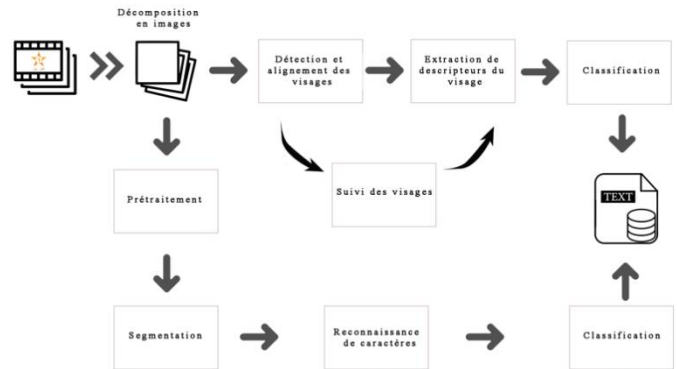 Décomposition
en images
Détection et
alignement des
visages
Extraction de
descripteurs du
visage
Classification
Suivi des visages
Prétraitement
TEXT
Segmentation
Reconnaissance
de caractères
Classification